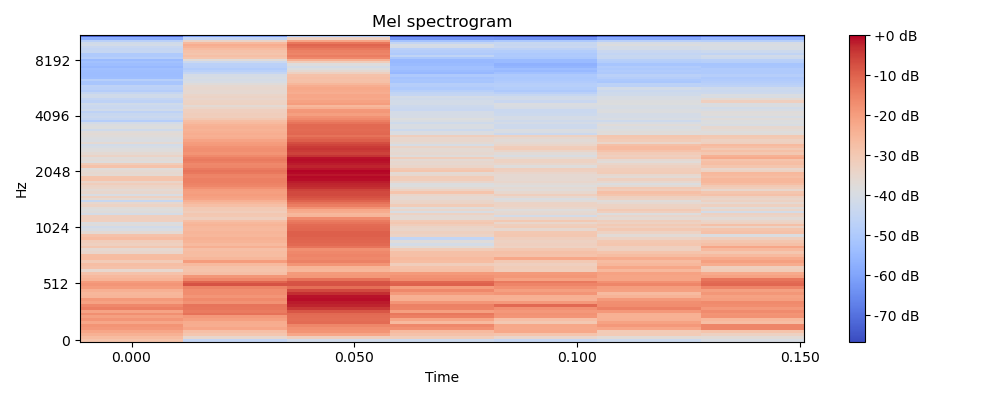 Mel spectrogram
Hz
8192
4096
2048
1024
512
0
0.000 0.050 0.100 0.150
Time
+0 dB
-10 dB
-20 dB
-30 dB
-40 dB
-50 dB
-60 dB
-70 dB